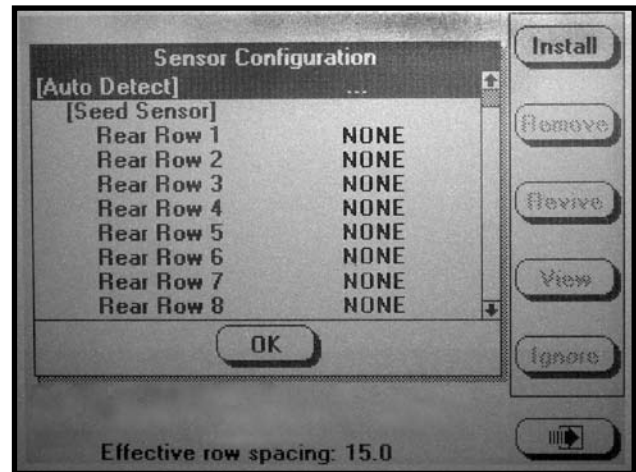 Sensor Configuration
[Auto Detect] ...
[Seed Sensor]
Rear Row 1 NONE
Rear Row 2 NONE
Rear Row 3 NONE
Rear Row 4 NONE
Rear Row 5 NONE
Rear Row 6 NONE
Rear Row 7 NONE
Rear Row 8 NONE
OK
Effective row spacing: 15.0
Install
Remove
Revive
View
Ignore